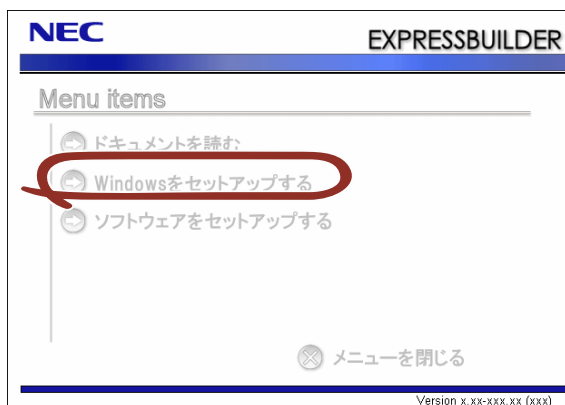 NEC
EXPRESSBUILDER
Menu items
ドキュメントを読む
Windowsをセットアップする
ソフトウェアをセットアップする
メニューを閉じる
Version x.xx-xxx.xx (xxx)